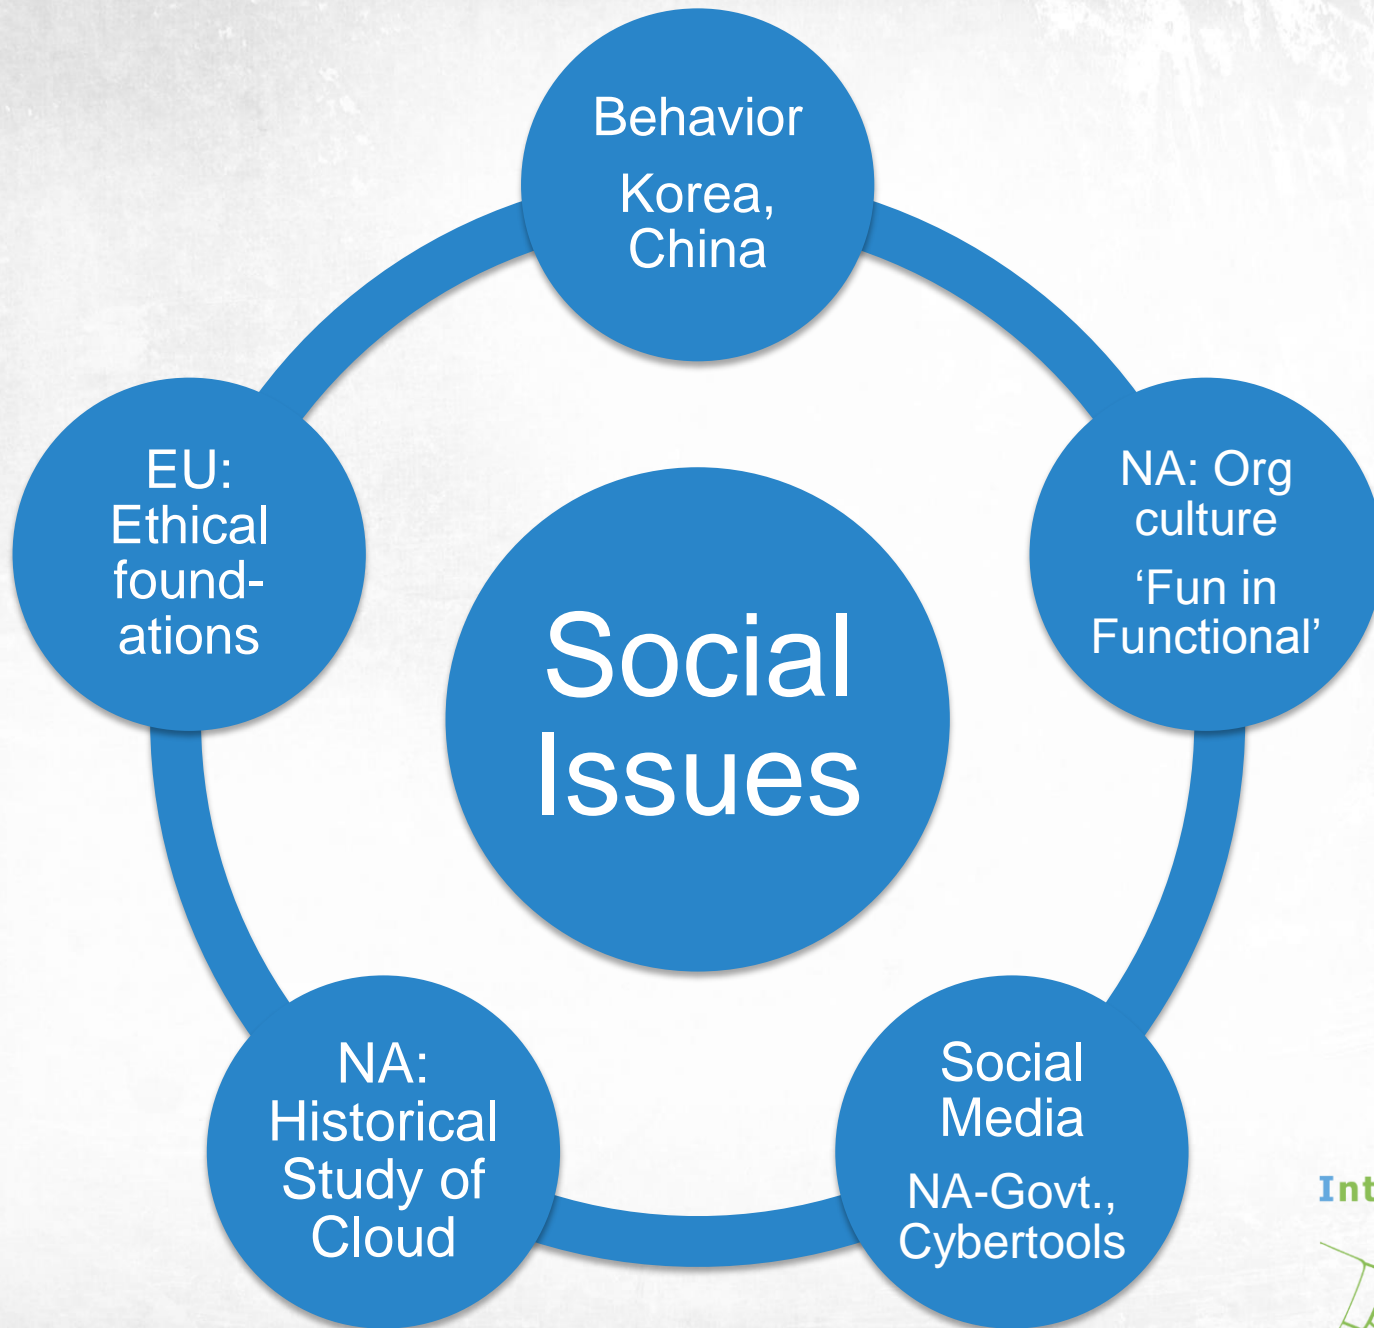 Behavior
Korea,
China
EU:
Ethical
found-
ations
NA: Org
culture
‘Fun in
Functional’
Social
Issues
NA:
Historical
Study of
Cloud
Social
Media
NA-Govt.,
Cybertools
Int